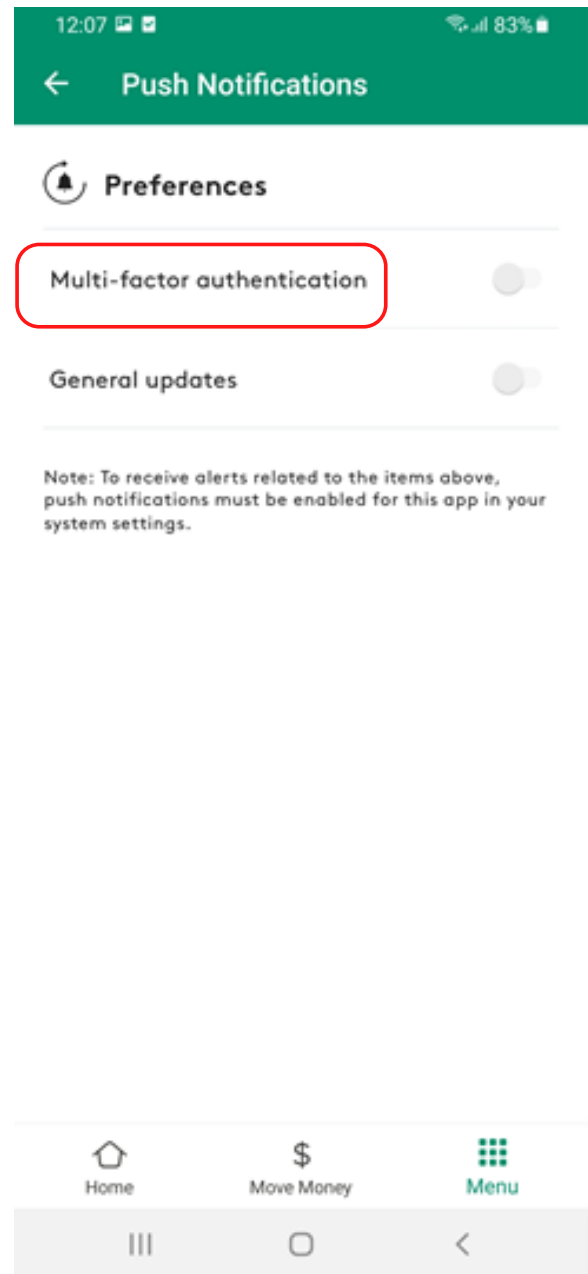 12:07 83%
Push Notifications
Preferences
Multi-factor authentication
General updates
Note: To receive alerts related to the items above,
push notifications must be enabled for this app in your
system settings.
$
Home Move Money Menu